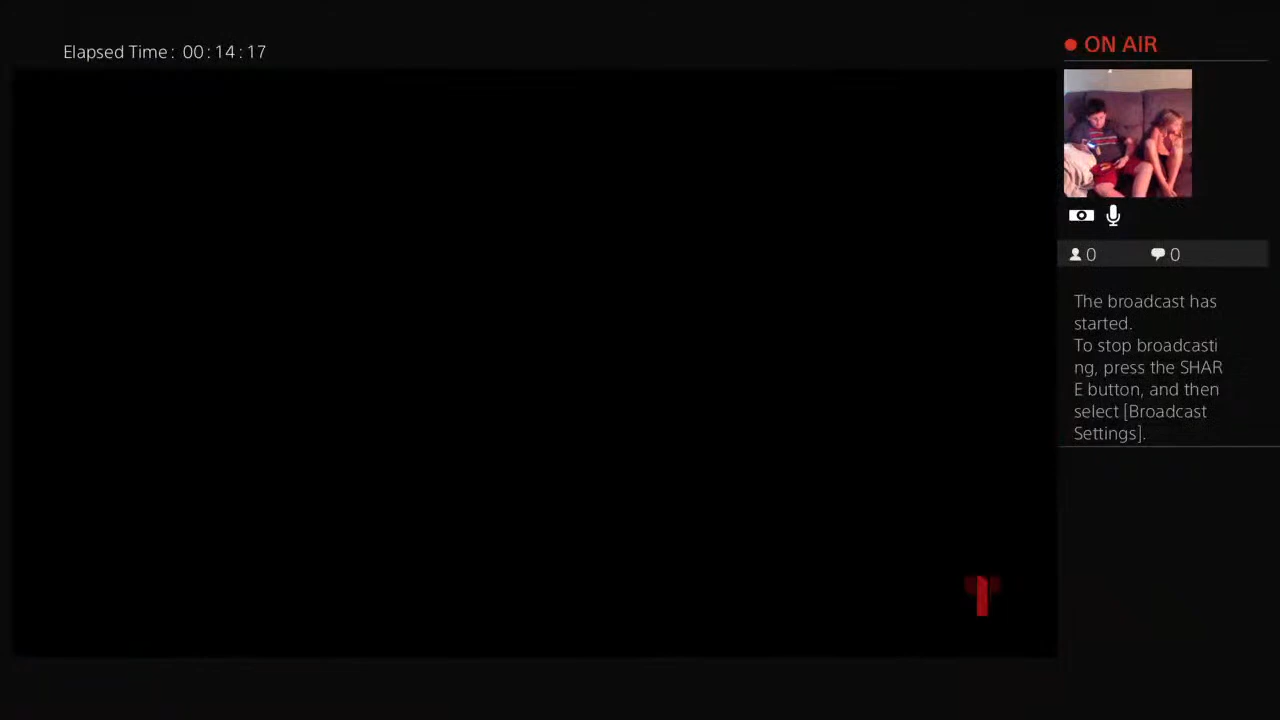 Elapsed Time: 00:14:17
ON AIR
0 0
The broadcast has
started.
To stop broadcasti
ng, press the SHAR
E button, and then
select [Broadcast
Settings].